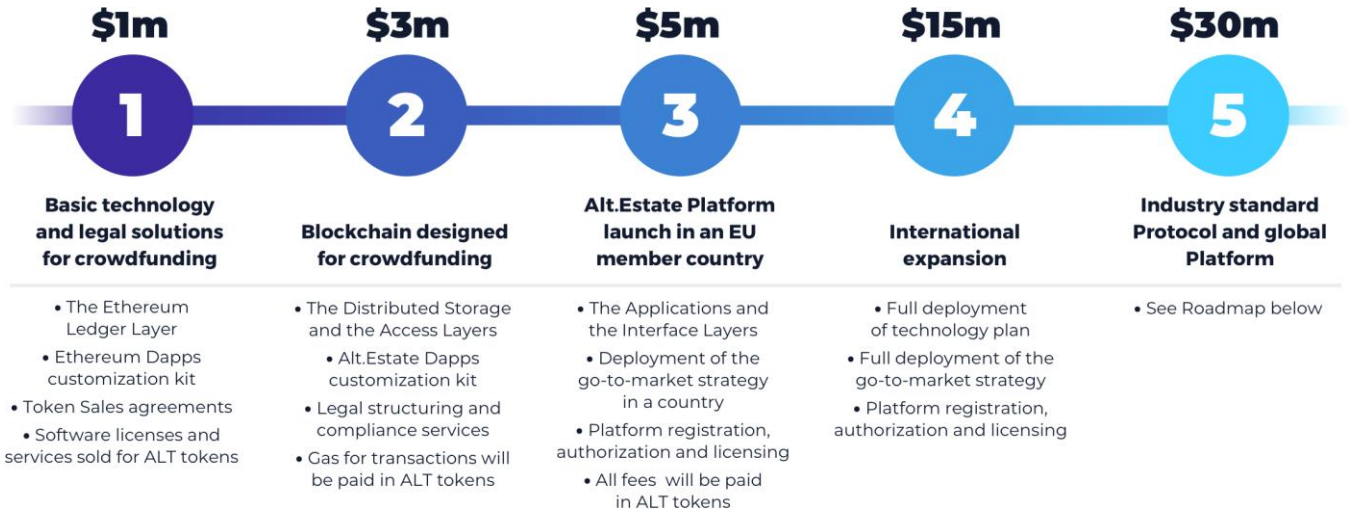 $1m
$3m
$5m
$15m
$30m
1
2
3
4
5
Basic technology
and legal solutions
for crowdfunding
Blockchain designed
for crowdfunding
Alt.Estate Platform
launch in an EU
member country
International
expansion
Industry standard
Protocol and global
Platform
• The Ethereum
Ledger Layer
• Ethereum Dapps
customization kit
• Token Sales agreements
• Software licenses and
services sold for ALT tokens
• The Distributed Storage
and the Access Layers
• Alt.Estate Dapps
customization kit
• Legal structuring and
compliance services
• Gas for transactions will
be paid in ALT tokens
• The Applications and
the Interface Layers
• Deployment of the
go-to-market strategy
in a country
• Platform registration,
authorization and licensing
• All fees will be paid
in ALT tokens
• Full deployment
of technology plan
• Full deployment of the
go-to-market strategy
• Platform registration,
authorization and licensing
• See Roadmap below